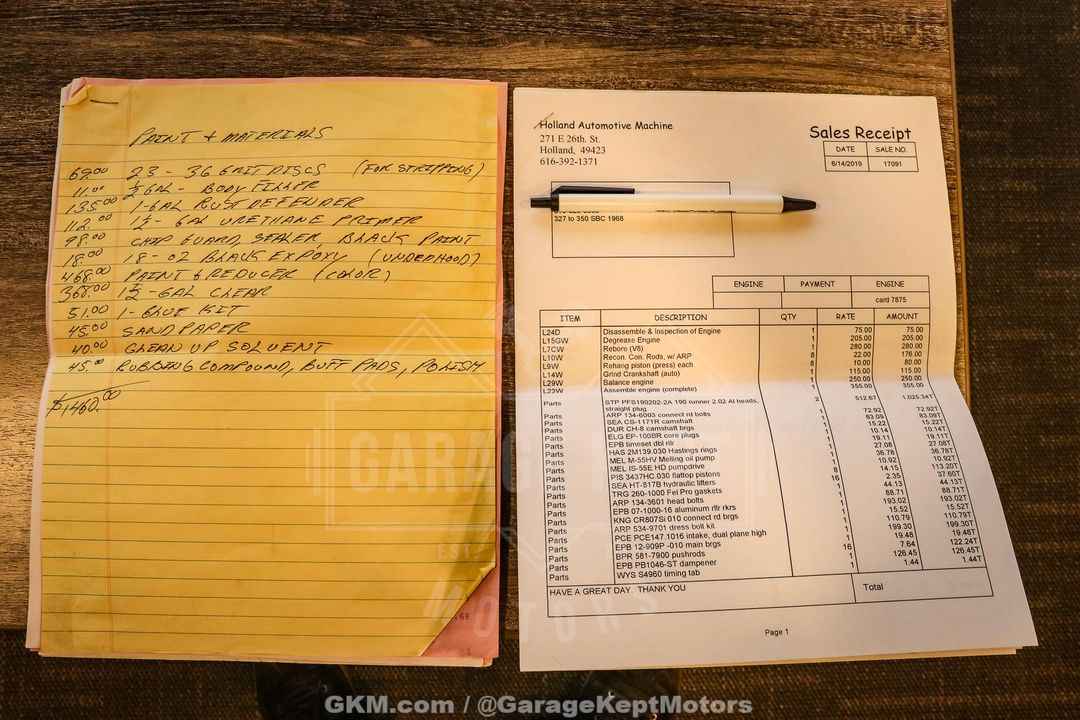 PAINT + MATERIALS
69.00 23 - 36 GRIT DISCS (FOR STRIPPING)
11.00 ½ GAL - BODY FILLER
135.00 1-GAL RUST DEFENDER
112.00 1½- GAL URETHANE PRIMER
98.00 CHIP GUARD, SEALER, BLACK PAINT
18.00 18 - OZ BLACK EXPOXY (UNDERHOOD)
468.00 PAINT & REDUCER (COLOR)
368.00 1½-GAL CLEAR
51.00 1- GLUE KIT
45.00 SANDPAPER
40.00 CLEAN UP SOLVENT
45.00 RUBBING COMPOUND, BUFF PADS, POLISH
$1460.00
.68
Holland Automotive Machine
271 E 26th. St.
Holland, 49423
616-392-1371
Sales Receipt
DATE SALE NO.
6/14/2019 17091
327 to 350 SBC 1968
ENGINE PAYMENT ENGINE
card 7875
ITEM DESCRIPTION QTY RATE AMOUNT
L24D Disassemble & Inspection of Engine 1 75.00 75.00
L15GW Degrease Engine 1 205.00 205.00
L7CW Rebore (V8) 1 280.00 280.00
L10W Recon. Con. Rods, w/ ARP 8 22.00 176.00
L9W Rehang piston (press) each 8 10.00 80.00
L14W Grind Crankshaft (auto) 1 115.00 115.00
L29W Balance engine 1 250.00 250.00
L23W Assemble engine (complete) 1 355.00 355.00
Parts STP PFS190202-2A 190 runner 2.02 Al heads, 2 512.67 1,025.34T
straight plug
Parts ARP 134-6003 connect rd bolts 1 72.92 72.92T
Parts SEA CS-1171R camshaft 1 83.09 83.09T
Parts DUR CH-8 camshaft brgs 1 15.22 15.22T
Parts ELG EP-100BR core plugs 1 10.14 10.14T
Parts EPB timeset dbl rllr 1 19.11 19.11T
Parts HAS 2M139.030 Hastings rings 1 27.08 27.08T
Parts MEL M-55HV Melling oil pump 1 36.78 36.78T
Parts MEL IS-55E HD pumpdrive 1 10.92 10.92T
Parts PIS 3437HC.030 flattop pistons 8 14.15 113.20T
Parts SEA HT-817B hydraulic lifters 16 2.35 37.60T
Parts TRG 260-1000 Fel Pro gaskets 1 44.13 44.13T
Parts ARP 134-3601 head bolts 1 88.71 88.71T
Parts EPB 07-1000-16 aluminum rllr rkrs 1 193.02 193.02T
Parts KNG CR807Si 010 connect rd brgs 1 15.52 15.52T
Parts ARP 534-9701 dress bolt kit 1 110.79 110.79T
Parts PCE PCE147.1016 intake, dual plane high 1 199.30 199.30T
Parts EPB 12-909P -010 main brgs 1 19.48 19.48T
Parts BPR 581-7900 pushrods 16 7.64 122.24T
Parts EPB PB1046-ST dampener 1 126.45 126.45T
Parts WYS S4960 timing tab 1 1.44 1.44T
HAVE A GREAT DAY. THANK YOU Total
Page 1
GARAGE KEPT
EST.
MOTORS
GKM.com / @GarageKeptMotors